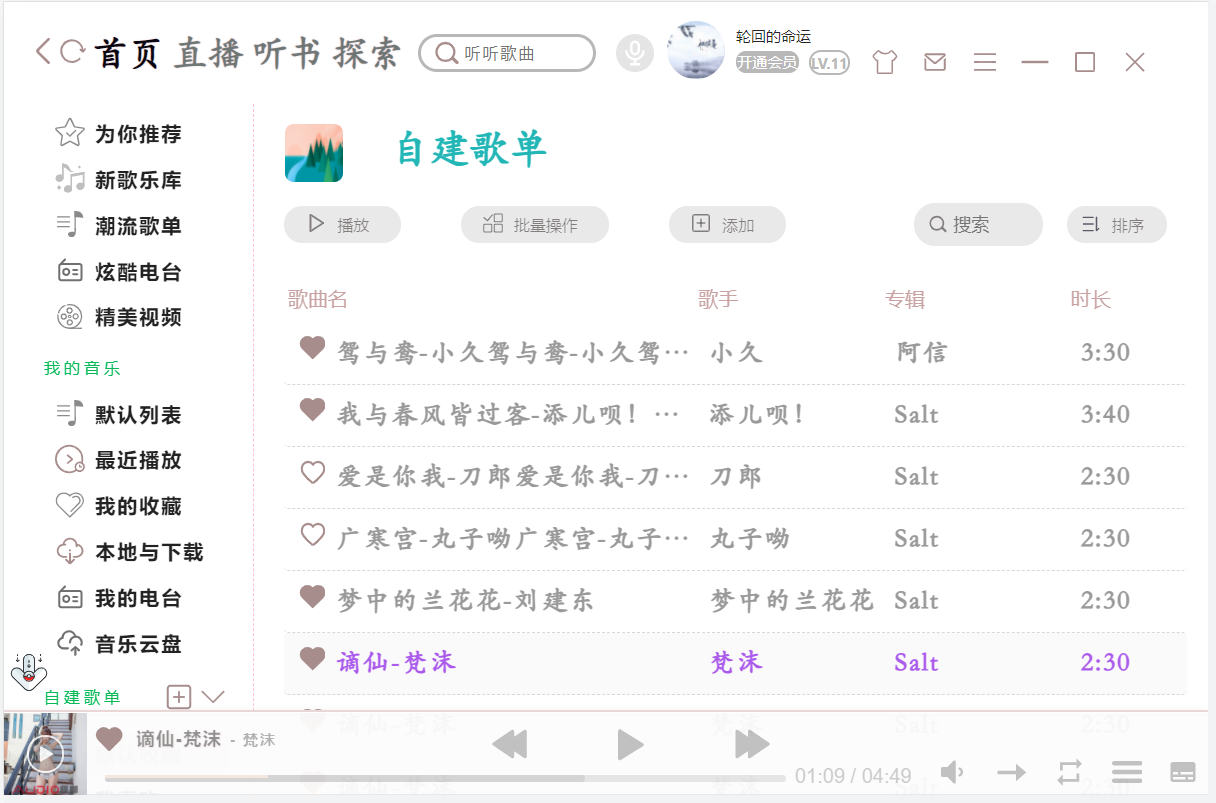 首页 直播 听书 探索 听听歌曲
轮回的命运
开通会员 LV.11
为你推荐
新歌乐库
潮流歌单
炫酷电台
精美视频
我的音乐
默认列表
最近播放
我的收藏
本地与下载
我的电台
音乐云盘
自建歌单
自建歌单
播放 批量操作 添加 搜索 排序
歌曲名 歌手 专辑 时长
鸳与鸯-小久鸳与鸯-小久鸳… 小久 阿信 3:30
我与春风皆过客-添儿呗！… 添儿呗！ Salt 3:40
爱是你我-刀郎爱是你我-刀… 刀郎 Salt 2:30
广寒宫-丸子呦广寒宫-丸子… 丸子呦 Salt 2:30
梦中的兰花花-刘建东 梦中的兰花花 Salt 2:30
谪仙-梵沫 梵沫 Salt 2:30
谪仙-梵沫 梵沫 Salt 2:30
谪仙-梵沫 - 梵沫
01:09 / 04:49